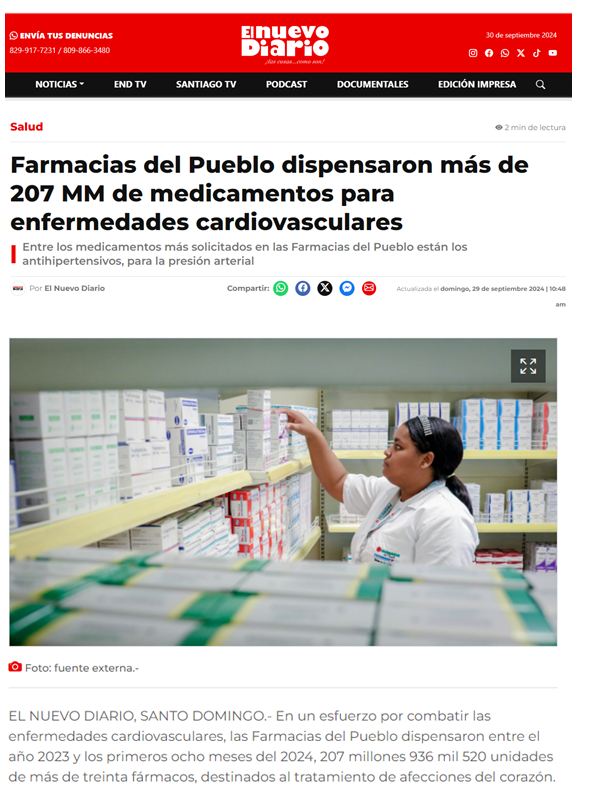 ENVÍA TUS DENUNCIAS
829-917-7231 / 809-866-3480
El nuevo
Diario
¡las cosas...como son!
30 de septiembre 2024
NOTICIAS END TV SANTIAGO TV PODCAST DOCUMENTALES EDICIÓN IMPRESA
Salud
2 min de lectura
Farmacias del Pueblo dispensaron más de
207 MM de medicamentos para
enfermedades cardiovasculares
Entre los medicamentos más solicitados en las Farmacias del Pueblo están los
antihipertensivos, para la presión arterial
Por El Nuevo Diario
Compartir:
Actualizada el domingo, 29 de septiembre 2024 | 10:48
am
Foto: fuente externa.-
EL NUEVO DIARIO, SANTO DOMINGO.- En un esfuerzo por combatir las
enfermedades cardiovasculares, las Farmacias del Pueblo dispensaron entre el
año 2023 y los primeros ocho meses del 2024, 207 millones 936 mil 520 unidades
de más de treinta fármacos, destinados al tratamiento de afecciones del corazón.